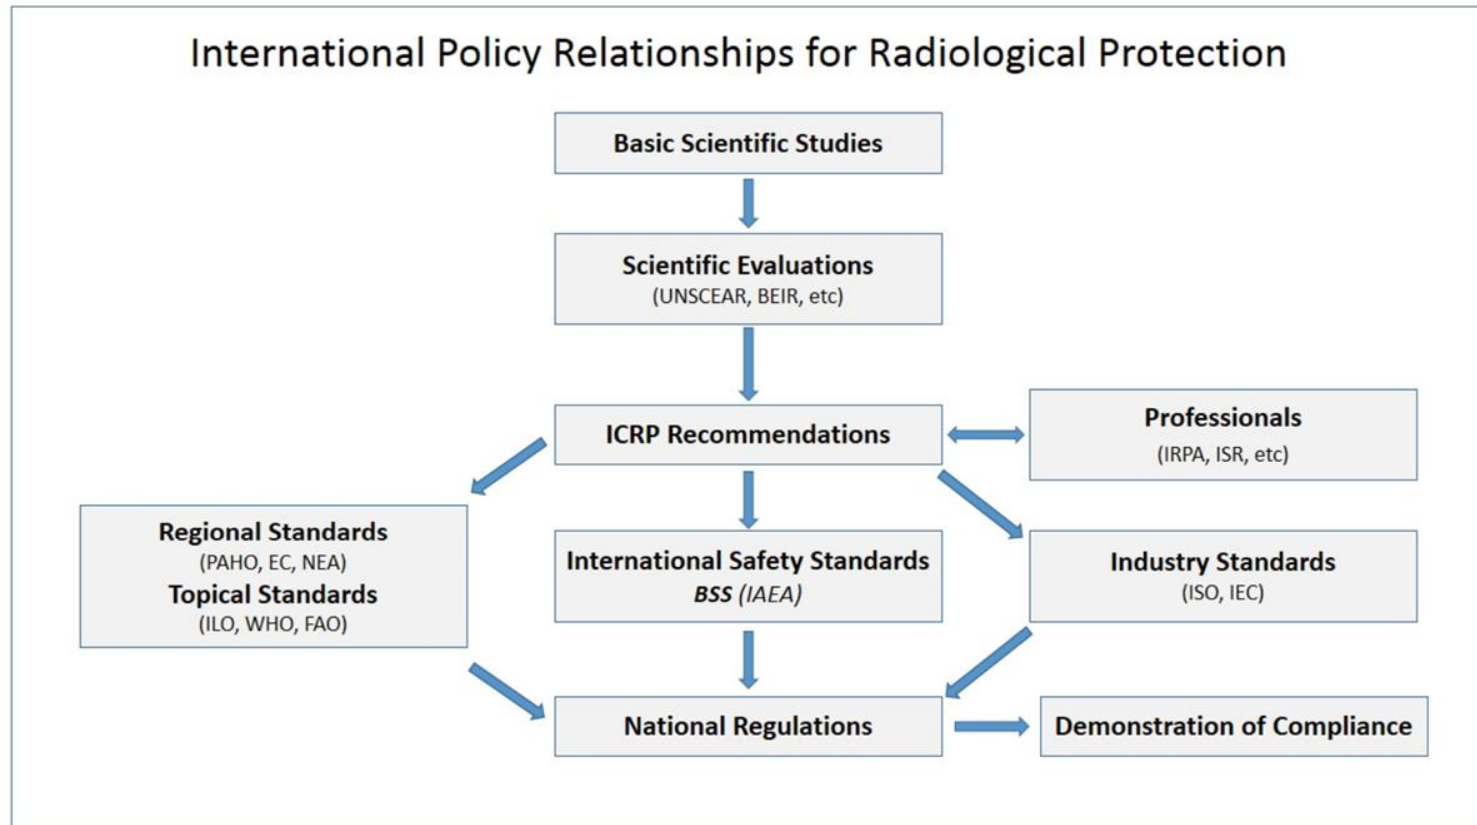 International Policy Relationships for Radiological Protection
Basic Scientific Studies
Scientific Evaluations
(UNSCEAR, BEIR, etc)
ICRP Recommendations
Professionals
(IRPA, ISR, etc)
Regional Standards
(PAHO, EC, NEA)
Topical Standards
(ILO, WHO, FAO)
International Safety Standards
BSS (IAEA)
Industry Standards
(ISO, IEC)
National Regulations
Demonstration of Compliance